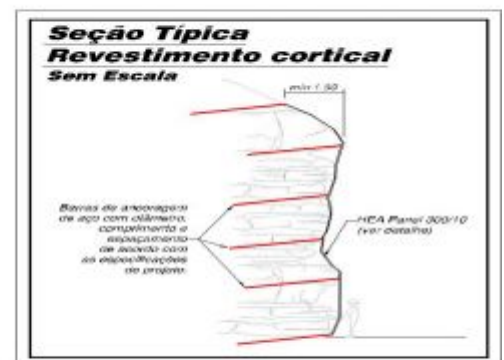 Seção Típica
Revestimento cortical
Sem Escala
min 1.50
Barras de ancoragem
de aço com diâmetro,
comprimento e
espaçamento
de acordo com
as especificações
do projeto.
HEA Panel 300/10
(ver detalhe)